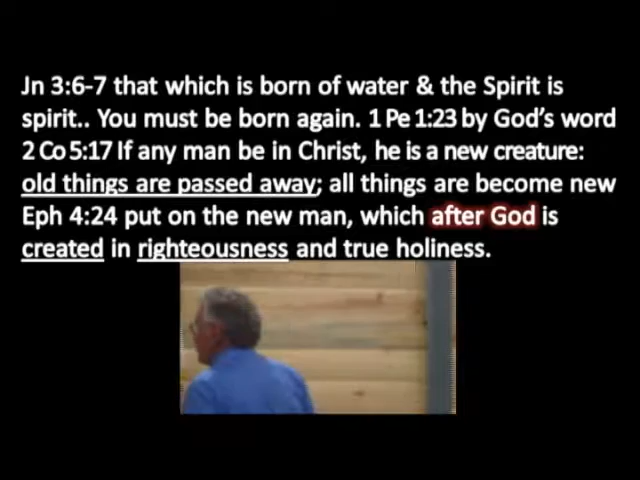 Jn 3:6-7 that which is born of water & the Spirit is
spirit.. You must be born again. 1 Pe 1:23 by God's word
2 Co 5:17 If any man be in Christ, he is a new creature:
old things are passed away; all things are become new
Eph 4:24 put on the new man, which after God is
created in righteousness and true holiness.